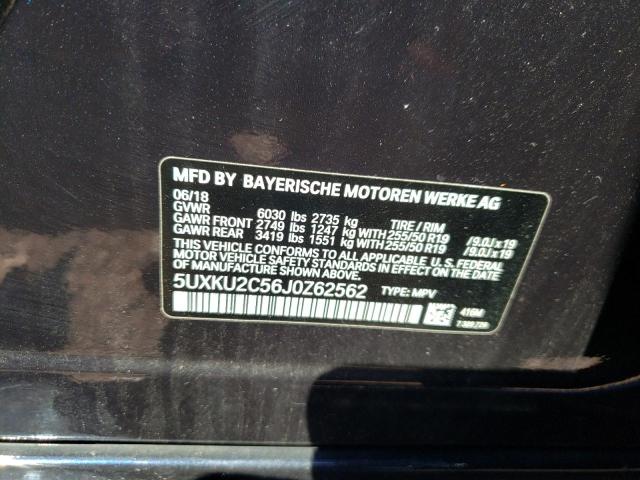 MFD BY BAYERISCHE MOTOREN WERKE AG
06/18
GVWR 6030 lbs 2735 kg TIRE / RIM
GAWR FRONT 2749 lbs 1247 kg WITH 255/50 R19 / 9.0J x19
GAWR REAR 3419 lbs 1551 kg WITH 255/50 R19 / 9.0J x19
THIS VEHICLE CONFORMS TO ALL APPLICABLE U.S. FEDERAL
MOTOR VEHICLE SAFETY STANDARDS IN EFFECT
ON THE DATE OF MANUFACTURE SHOWN ABOVE.
5UXKU2C56J0Z62562 TYPE: MPV
416M